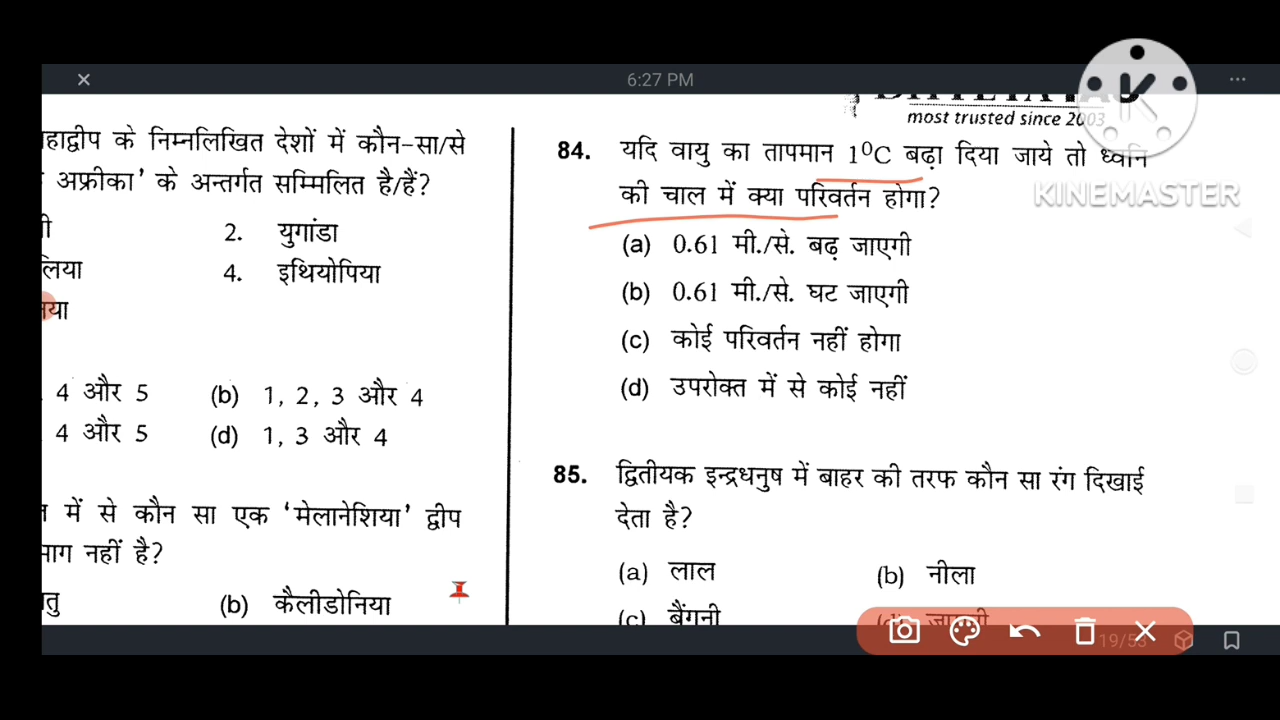 6:27 PM
most trusted since 2003
KINEMASTER
हाद्वीप के निम्नलिखित देशों में कौन-सा/से
अफ्रीका' के अन्तर्गत सम्मिलित है/हैं?
2. युगांडा
4. इथियोपिया
4 और 5 (b) 1, 2, 3 और 4
4 और 5 (d) 1, 3 और 4
में से कौन सा एक 'मेलानेशिया' द्वीप
भाग नहीं है?
(b) कैलीडोनिया
84. यदि वायु का तापमान 1⁰C बढ़ा दिया जाये तो ध्वनि
की चाल में क्या परिवर्तन होगा?
(a) 0.61 मी./से. बढ़ जाएगी
(b) 0.61 मी./से. घट जाएगी
(c) कोई परिवर्तन नहीं होगा
(d) उपरोक्त में से कोई नहीं
85. द्वितीयक इन्द्रधनुष में बाहर की तरफ कौन सा रंग दिखाई
देता है?
(a) लाल (b) नीला
(c) बैंगनी
19/53